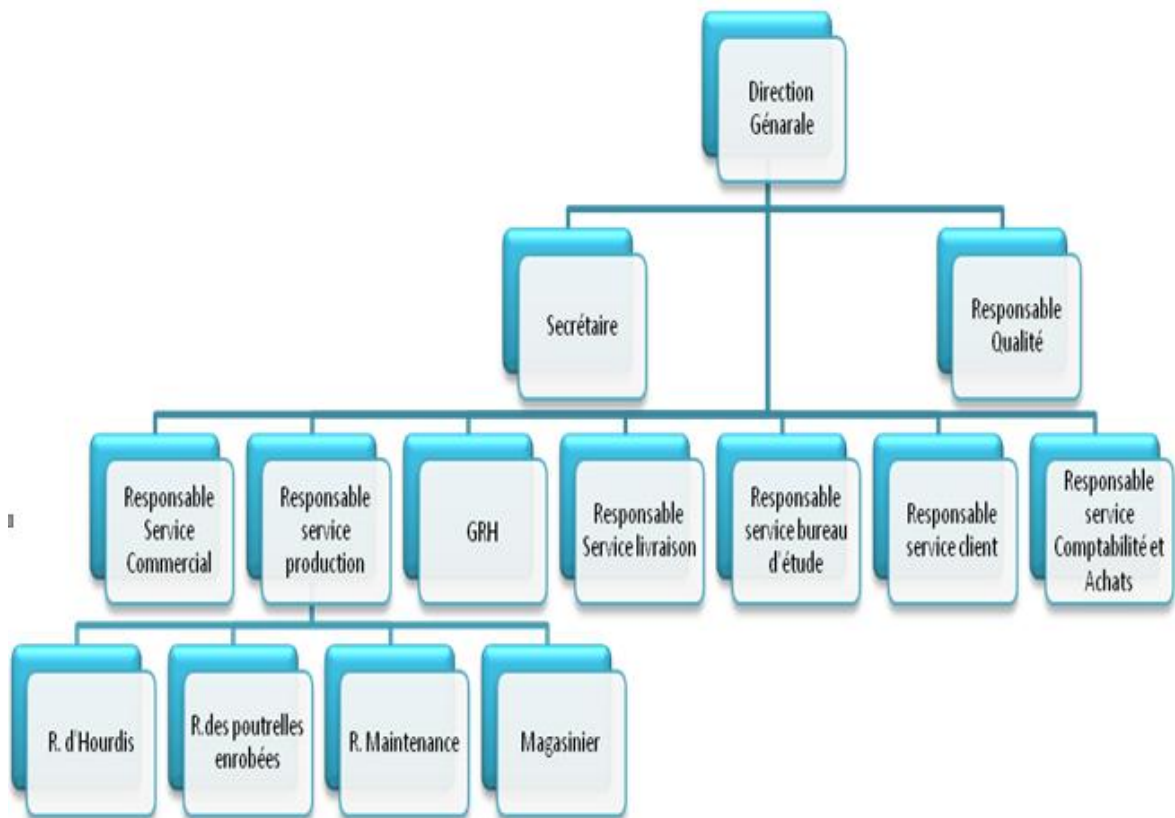 Direction
Génarale
Secrétaire
Responsable
Qualité
Responsable
Service
Commercial
Responsable
service
production
GRH
Responsable
Service livraison
Responsable
service bureau
d'étude
Responsable
service client
Responsable
service
Comptabilité et
Achats
R. d'Hourdis
R.des poutrelles
enrobées
R. Maintenance
Magasinier